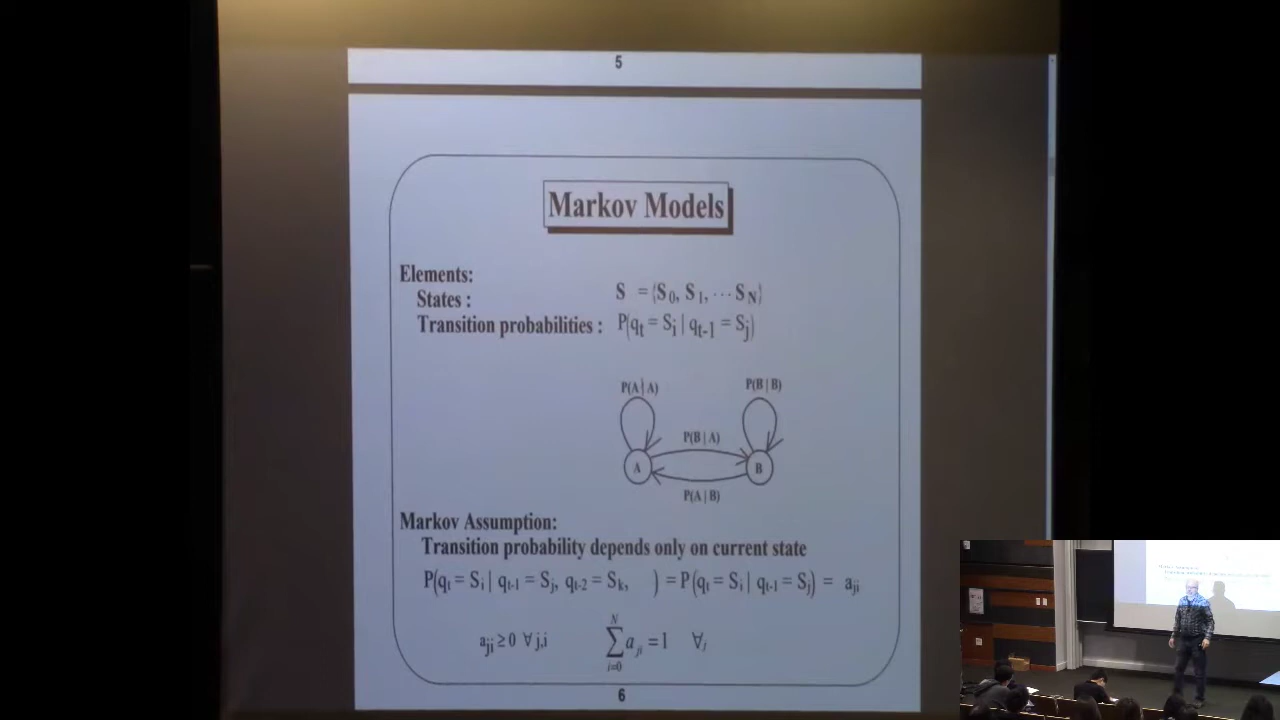 5
Markov Models
Elements:
States : S = {S0, S1, ··· SN}
Transition probabilities : P(qt = Si | qt-1 = Sj)
P(A | A) P(B | B)
P(B | A)
A B
P(A | B)
Markov Assumption:
Transition probability depends only on current state
P(qt = Si | qt-1 = Sj, qt-2 = Sk, ) = P(qt = Si | qt-1 = Sj) = aji
aji ≥ 0 ∀ j,i N∑i=0 aji = 1 ∀j
6